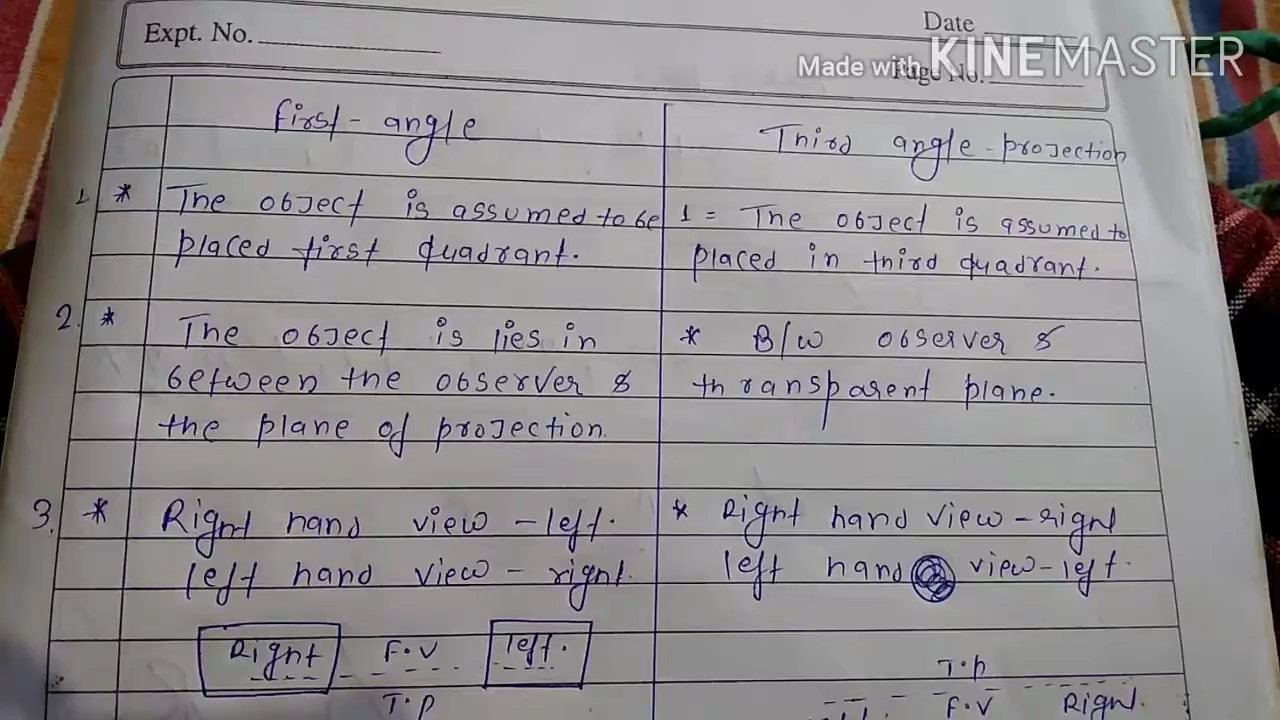 Date
Expt. No.
Made with KINEMASTER
Page No.
first-angle
Third angle-projection
1. * The object is assumed to be
placed first quadrant.
1 = The object is assumed to
placed in third quadrant.
2. * The object is lies in
between the observer &
the plane of projection.
* B/w observer &
thransparent plane.
3. * Right hand view - left.
left hand view - right.
* Right hand view - right
left hand view - left.
Right F.V left.
T.P
T.P
F.V Right.